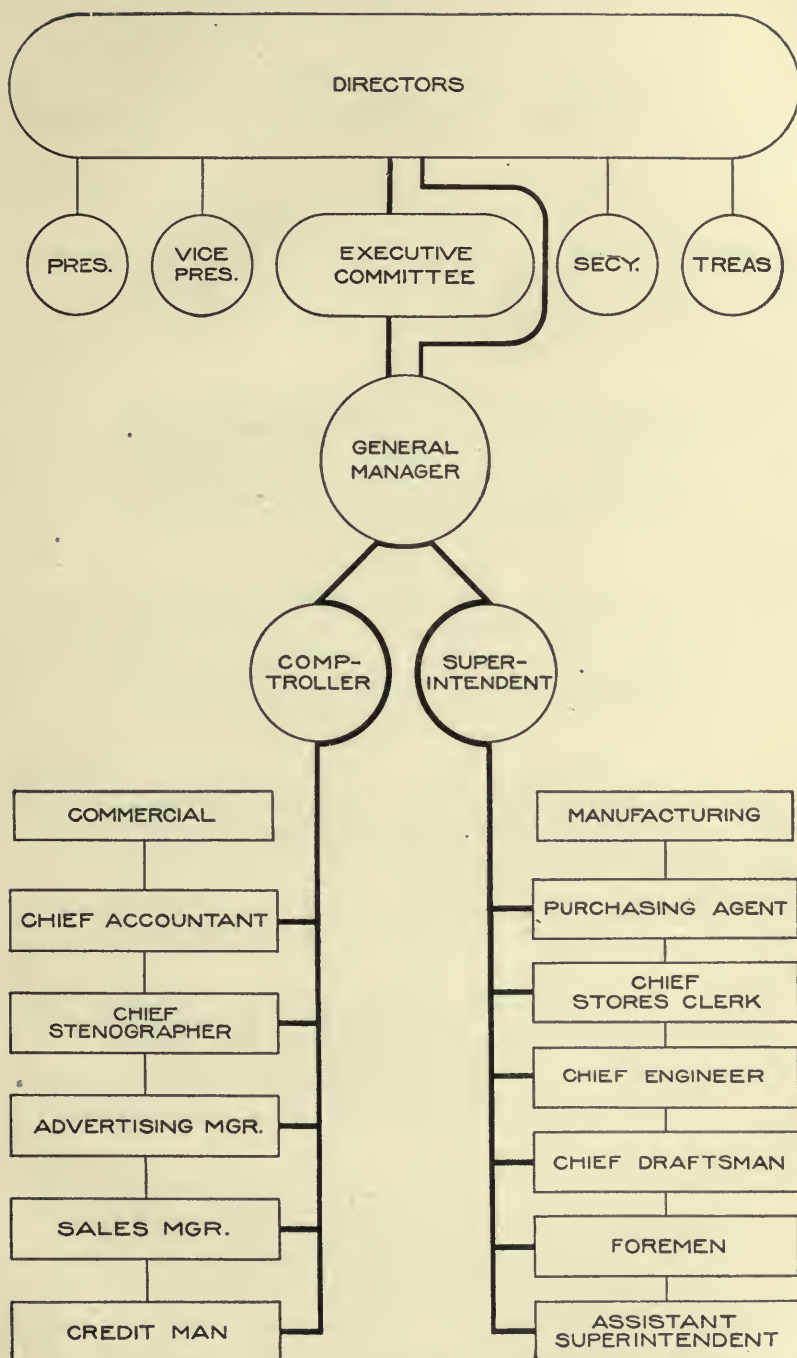 DIRECTORS
PRES.
VICE
PRES.
EXECUTIVE
COMMITTEE
SECY.
TREAS
GENERAL
MANAGER
COMP-
TROLLER
SUPER-
INTENDENT
COMMERCIAL
CHIEF ACCOUNTANT
CHIEF
STENOGRAPHER
ADVERTISING MGR.
SALES MGR.
CREDIT MAN
MANUFACTURING
PURCHASING AGENT
CHIEF
STORES CLERK
CHIEF ENGINEER
CHIEF DRAFTSMAN
FOREMEN
ASSISTANT
SUPERINTENDENT